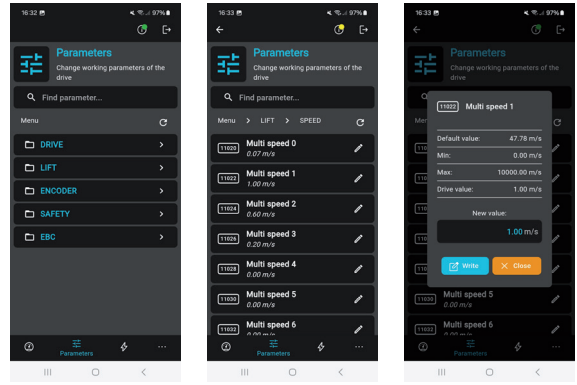 16:32
97%
Parameters
Change working parameters of the
drive
Find parameter...
Menu
DRIVE
LIFT
ENCODER
SAFETY
EBC
Parameters
16:33
97%
Parameters
Change working parameters of the
drive
Find parameter...
Menu > LIFT > SPEED
11020 Multi speed 0
0.07 m/s
11022 Multi speed 1
1.00 m/s
11024 Multi speed 2
0.60 m/s
11026 Multi speed 3
0.20 m/s
11028 Multi speed 4
0.00 m/s
11030 Multi speed 5
0.00 m/s
11032 Multi speed 6
0.00 m/s
Parameters
16:33
97%
Parameters
Change working parameters of the
drive
11022 Multi speed 1
Default value: 47.78 m/s
Min: 0.00 m/s
Max: 10000.00 m/s
Drive value: 1.00 m/s
New value:
1.00 m/s
Write
Close
11030 Multi speed 5
0.00 m/s
11032 Multi speed 6
0.00 m/s
Parameters